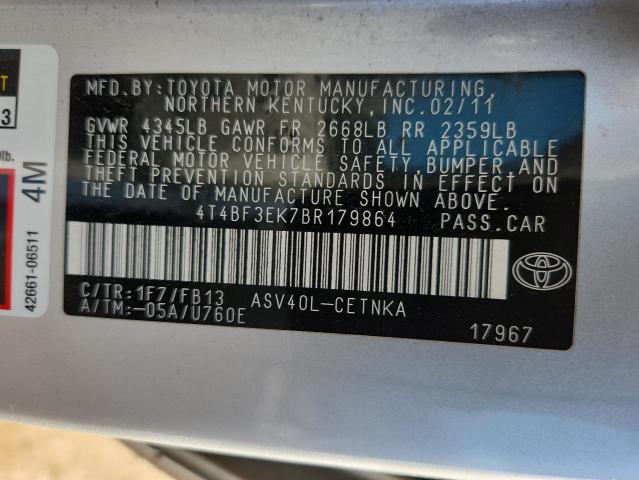 MFD.BY:TOYOTA MOTOR MANUFACTURING,
NORTHERN KENTUCKY,INC.02/11
GVWR 4345LB GAWR FR 2668LB RR 2359LB
THIS VEHICLE CONFORMS TO ALL APPLICABLE
FEDERAL MOTOR VEHICLE SAFETY,BUMPER,AND
THEFT PREVENTION STANDARDS IN EFFECT ON
THE DATE OF MANUFACTURE SHOWN ABOVE.
4T4BF3EK7BR179864 PASS.CAR
C/TR:1F7/FB13 ASV40L-CETNKA
A/TM:-05A/U760E
17967
T
3
lb.
4M
42661-06511